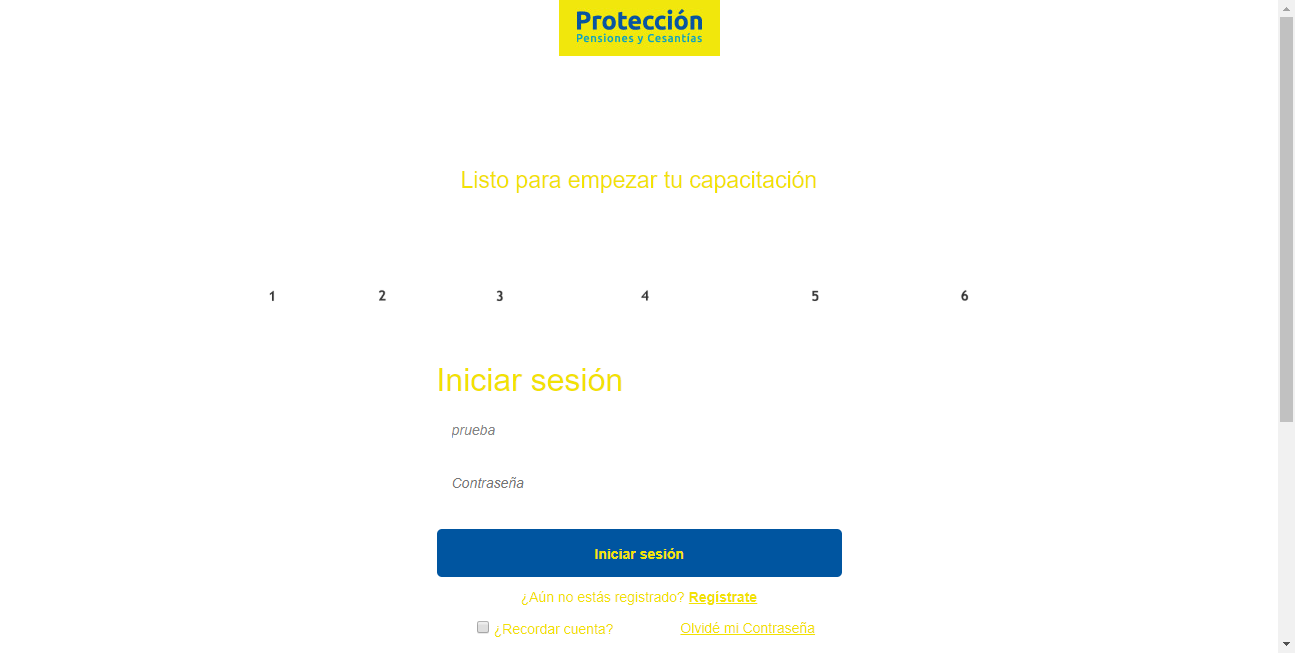 Protección
Pensiones y Cesantías
Listo para empezar tu capacitación
1 2 3 4 5 6
Iniciar sesión
prueba
Contraseña
Iniciar sesión
¿Aún no estás registrado? Regístrate
¿Recordar cuenta? Olvidé mi Contraseña